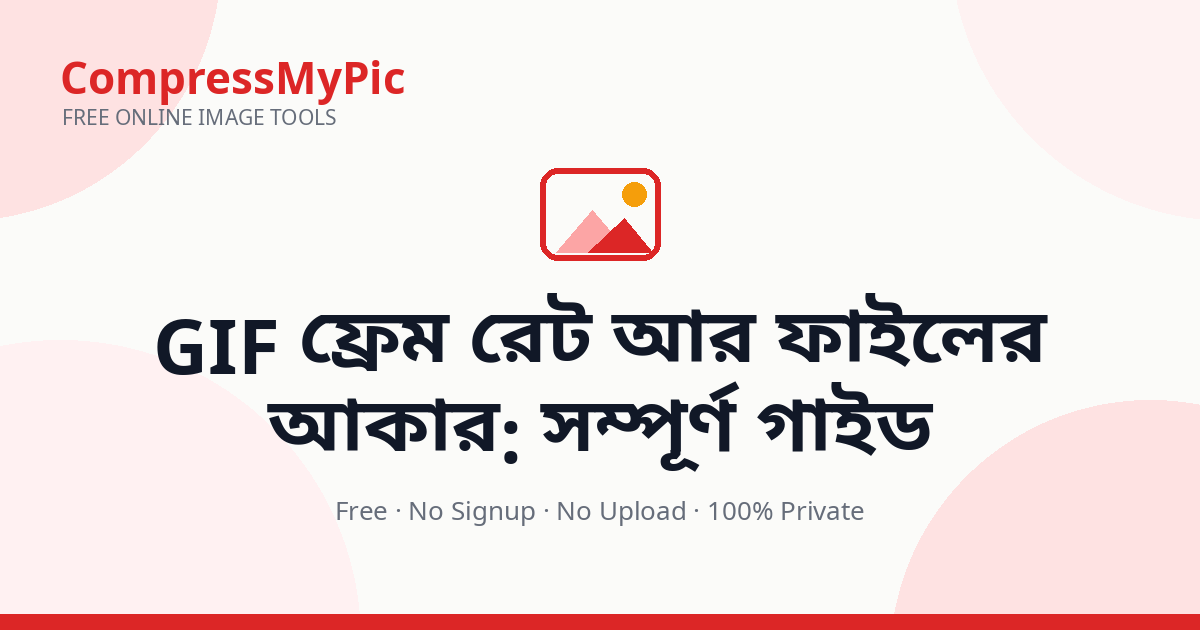 CompressMyPic
FREE ONLINE IMAGE TOOLS
GIF ফ্রেম রেট আর ফাইলের
আকার: সম্পূর্ণ গাইড
Free · No Signup · No Upload · 100% Private